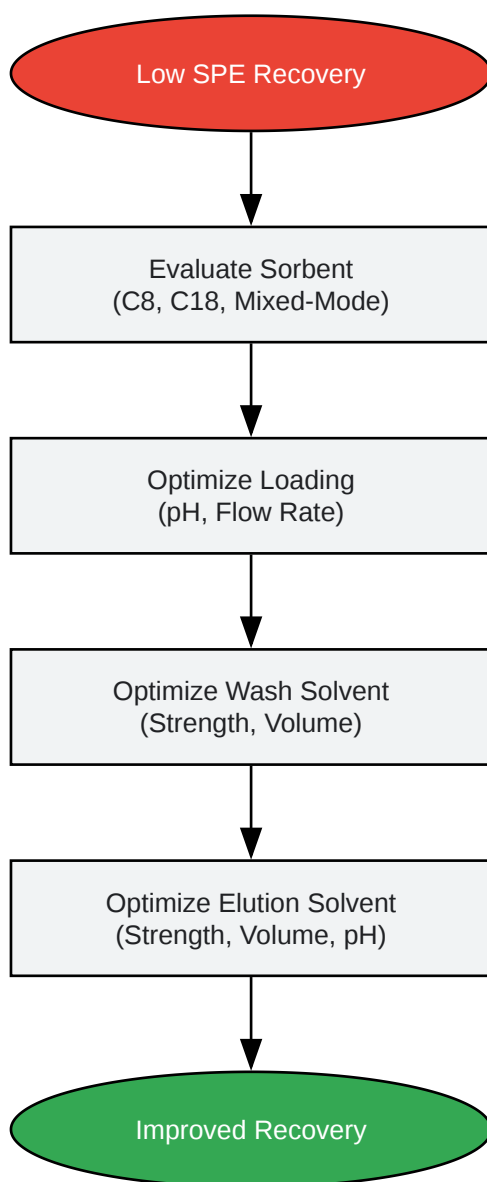 Low SPE Recovery
Evaluate Sorbent
(C8, C18, Mixed-Mode)
Optimize Loading
(pH, Flow Rate)
Optimize Wash Solvent
(Strength, Volume)
Optimize Elution Solvent
(Strength, Volume, pH)
Improved Recovery